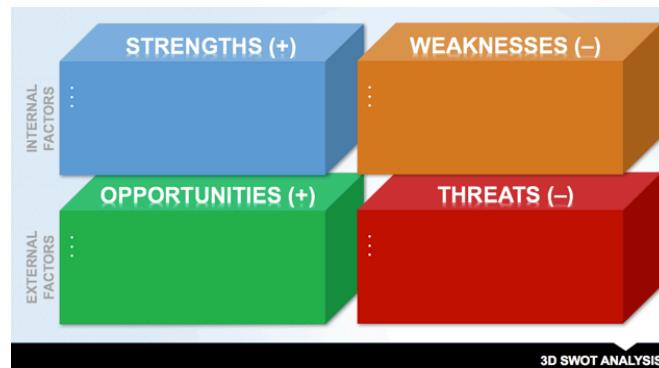 STRENGTHS (+)
WEAKNESSES (–)
INTERNAL
FACTORS
OPPORTUNITIES (+)
THREATS (–)
EXTERNAL
FACTORS
3D SWOT ANALYSIS